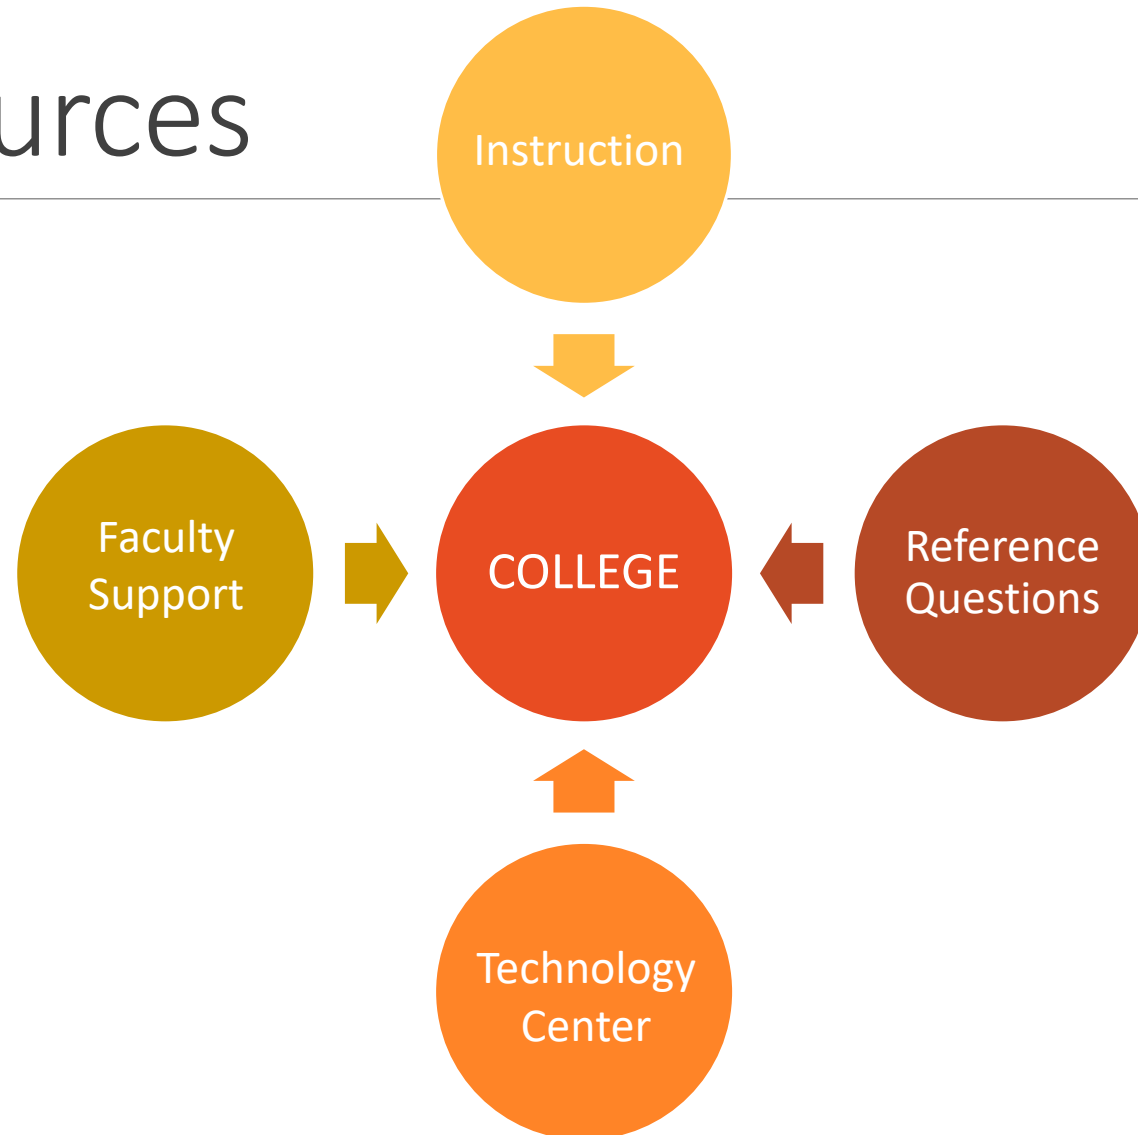 urces
Instruction
Faculty
Support
COLLEGE
Reference
Questions
Technology
Center